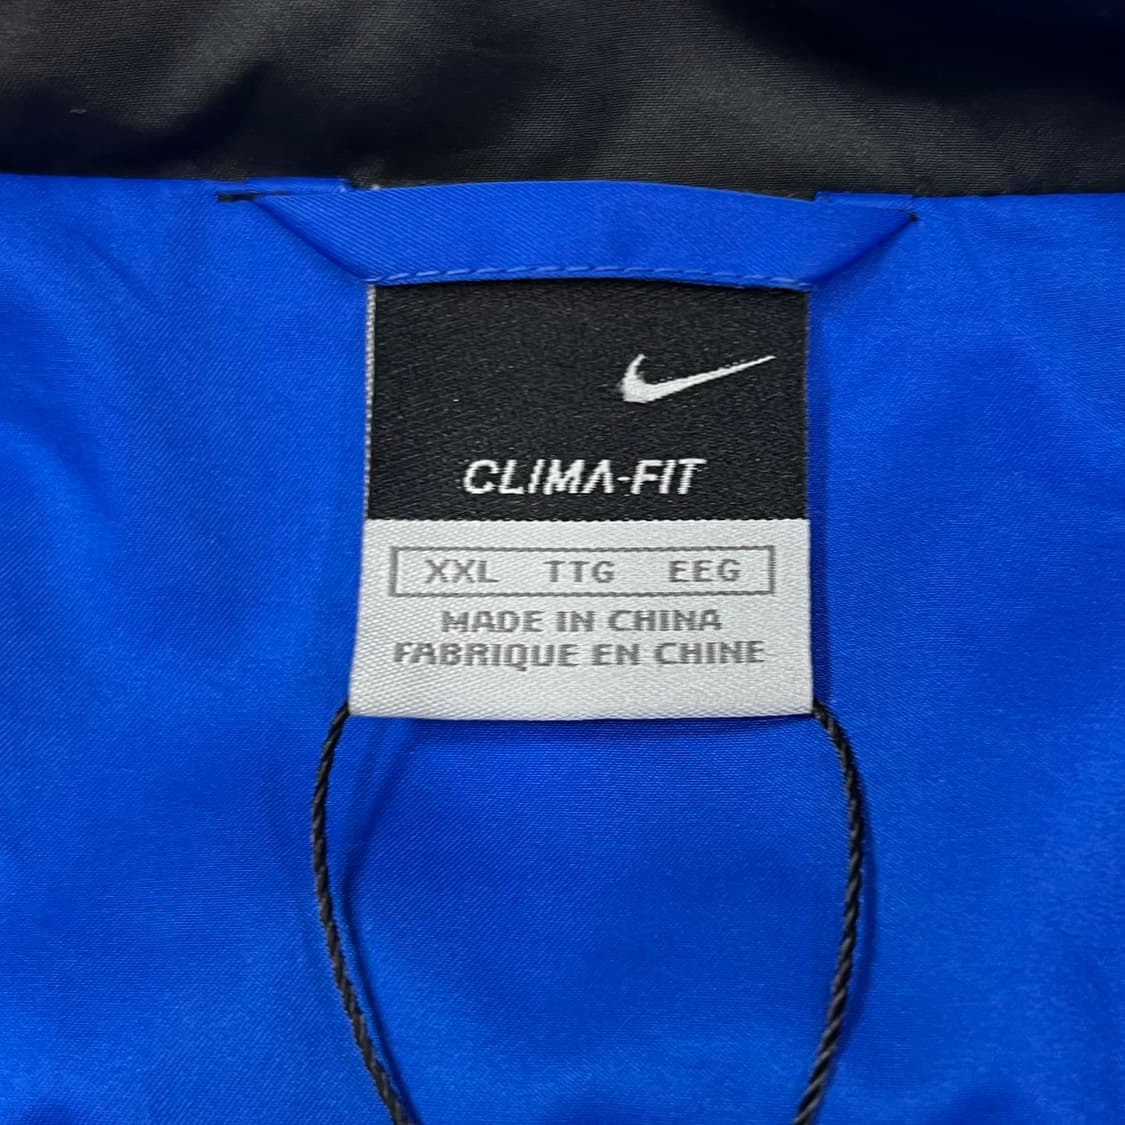 CLIMA-FIT
XXL TTG EEG
MADE IN CHINA
FABRIQUE EN CHINE